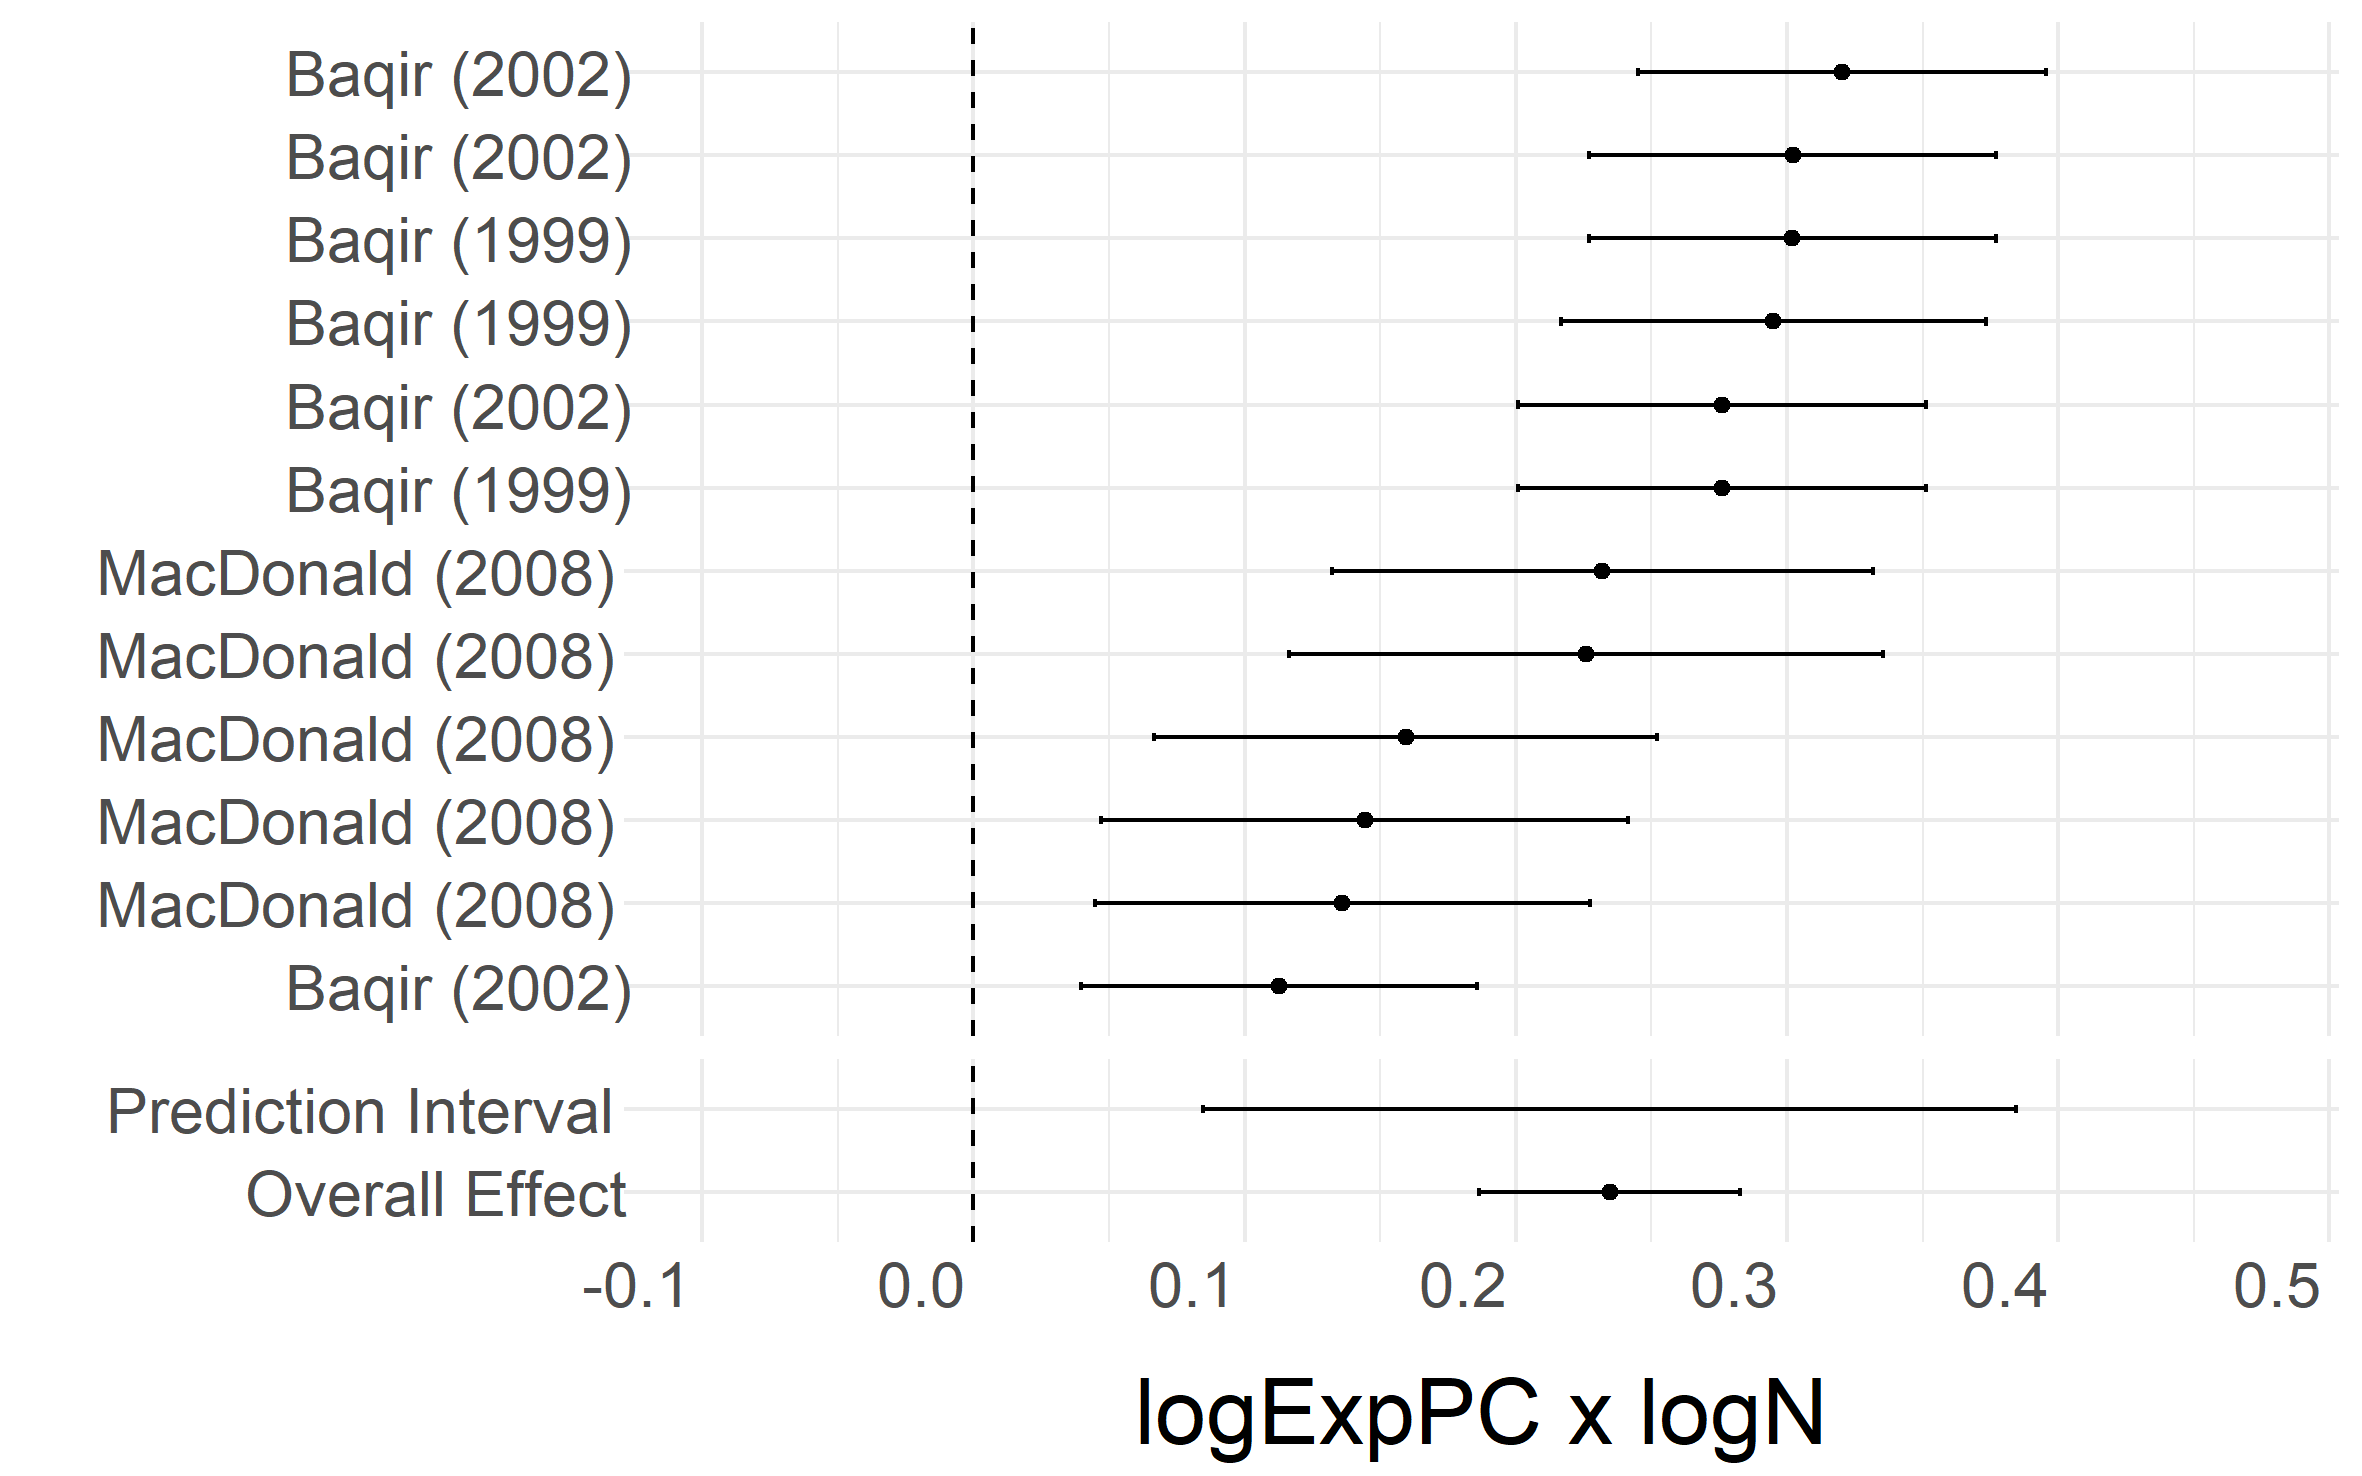 Baqir (2002)
Baqir (2002)
Baqir (1999)
Baqir (1999)
Baqir (2002)
Baqir (1999)
MacDonald (2008)
MacDonald (2008)
MacDonald (2008)
MacDonald (2008)
MacDonald (2008)
Baqir (2002)
Prediction Interval
Overall Effect
-0.1 0.0 0.1 0.2 0.3 0.4 0.5
logExpPC x logN